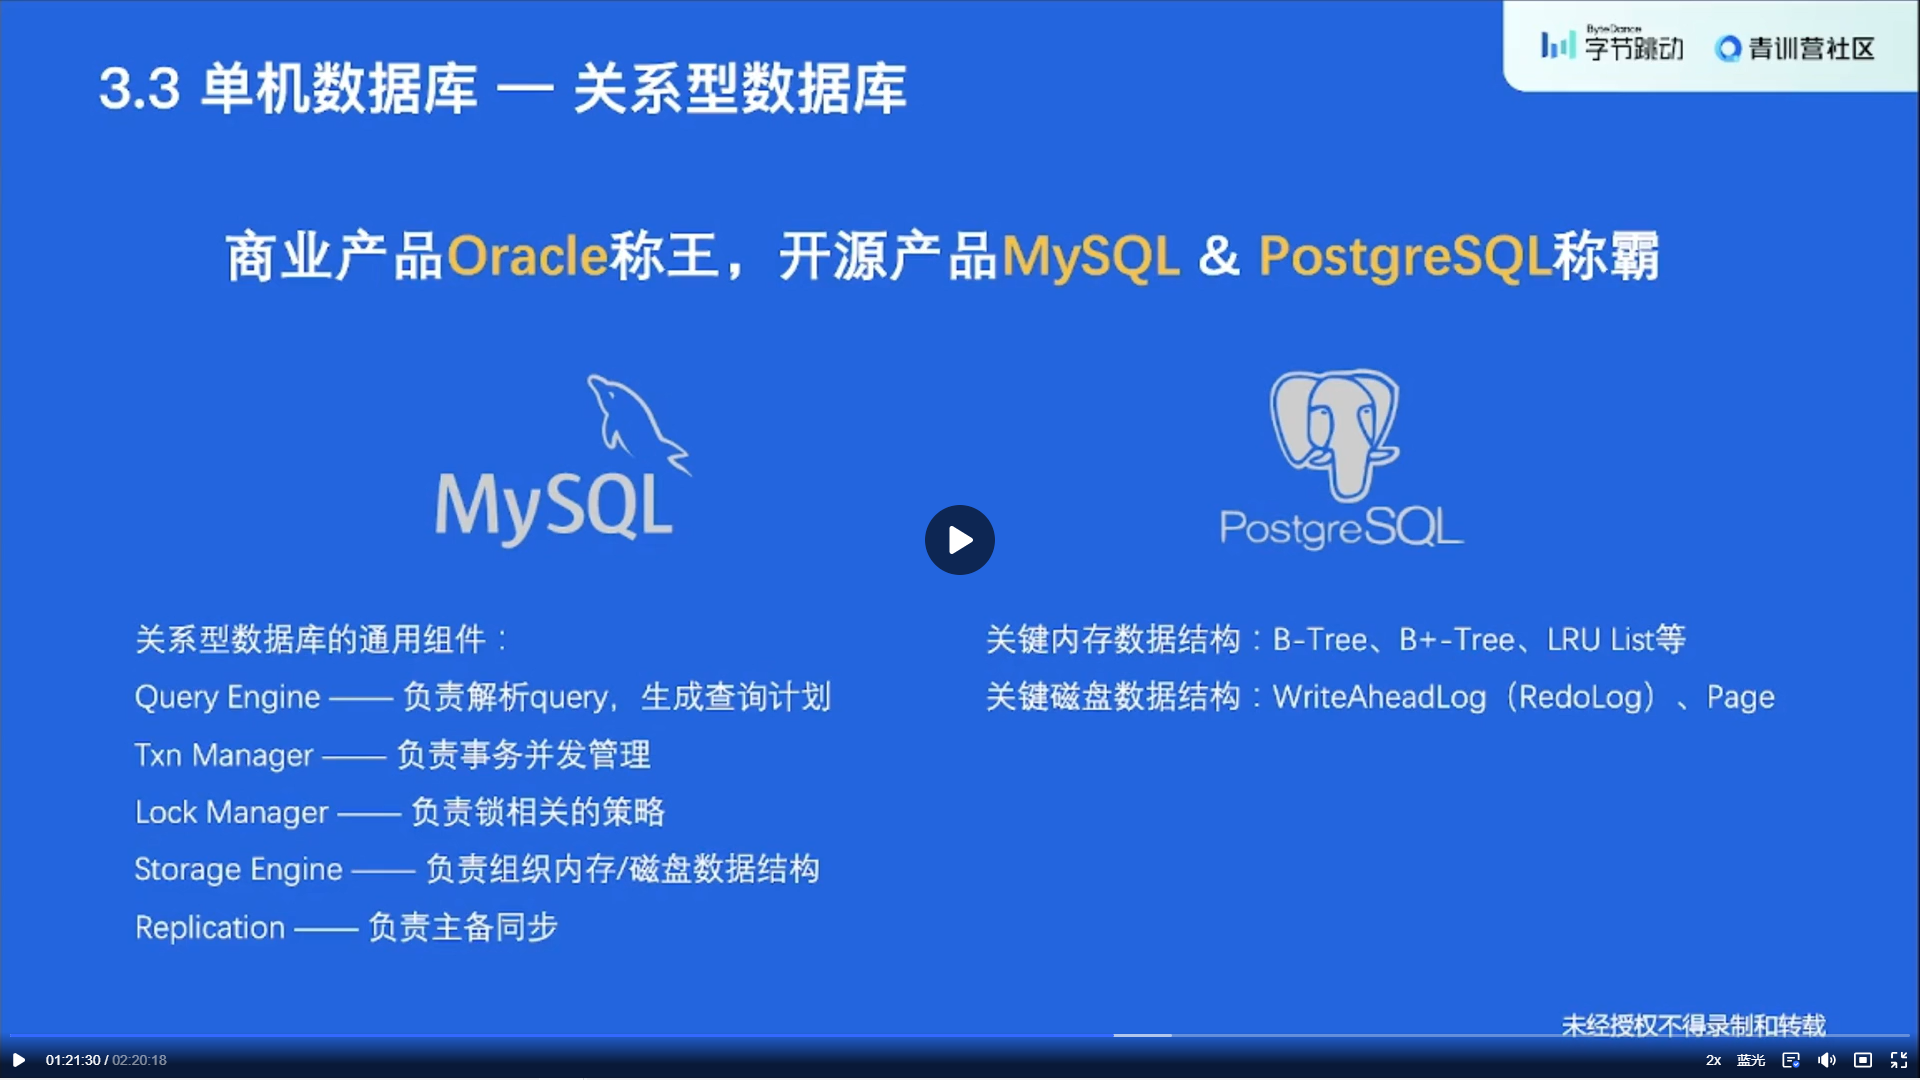 3.3 单机数据库 — 关系型数据库
ByteDance
字节跳动
青训营社区
商业产品Oracle称王，开源产品MySQL & PostgreSQL称霸
MySQL
PostgreSQL
关系型数据库的通用组件：
Query Engine —— 负责解析query，生成查询计划
Txn Manager —— 负责事务并发管理
Lock Manager —— 负责锁相关的策略
Storage Engine —— 负责组织内存/磁盘数据结构
Replication —— 负责主备同步
关键内存数据结构：B-Tree、B+-Tree、LRU List等
关键磁盘数据结构：WriteAheadLog（RedoLog）、Page
未经授权不得录制和转载
01:21:30 / 02:20:18
2x 蓝光